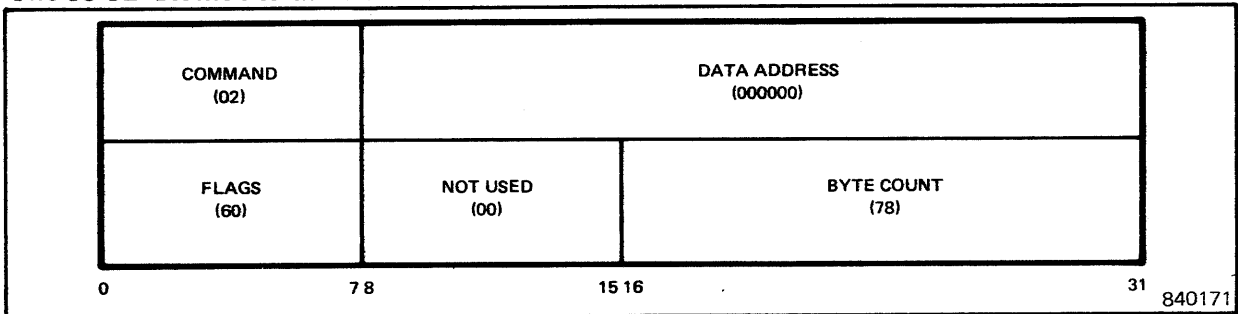 COMMAND
(02)
DATA ADDRESS
(000000)
FLAGS
(60)
NOT USED
(00)
BYTE COUNT
(78)
0 7 8 15 16 31
840171